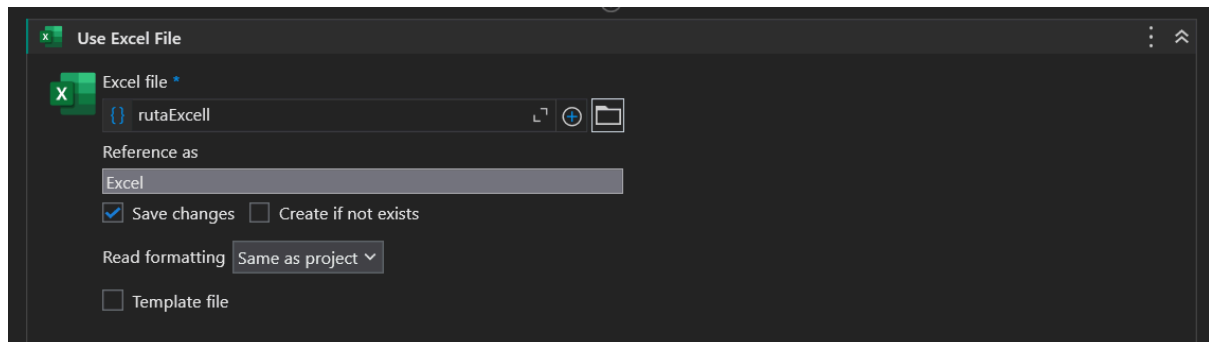 Use Excel File
Excel file *
{} rutaExcell
Reference as
Excel
Save changes Create if not exists
Read formatting Same as project
Template file